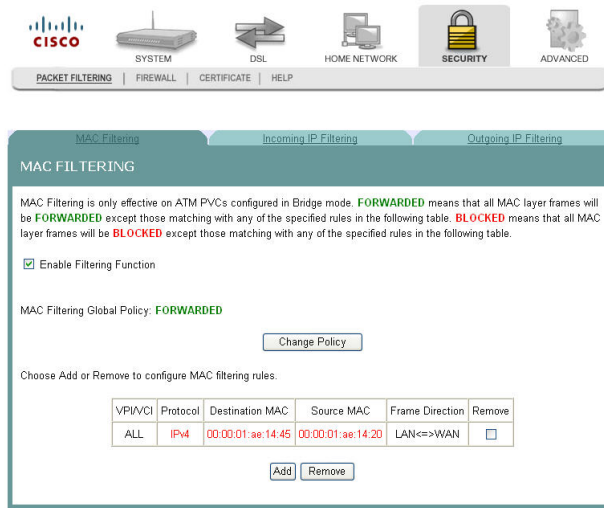 CISCO
SYSTEM DSL HOME NETWORK SECURITY ADVANCED
PACKET FILTERING | FIREWALL | CERTIFICATE | HELP
MAC Filtering Incoming IP Filtering Outgoing IP Filtering
MAC FILTERING
MAC Filtering is only effective on ATM PVCs configured in Bridge mode. FORWARDED means that all MAC layer frames will
be FORWARDED except those matching with any of the specified rules in the following table. BLOCKED means that all MAC
layer frames will be BLOCKED except those matching with any of the specified rules in the following table.
Enable Filtering Function
MAC Filtering Global Policy: FORWARDED
Change Policy
Choose Add or Remove to configure MAC filtering rules.
VPI/VCI Protocol Destination MAC Source MAC Frame Direction Remove
ALL IPv4 00:00:01:ae:14:45 00:00:01:ae:14:20 LAN<=>WAN
Add Remove